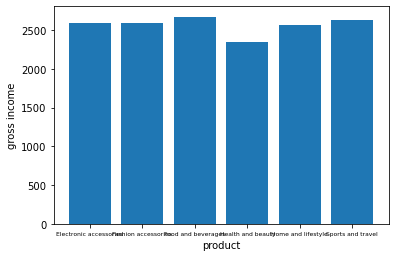 2500
2000
1500
1000
500
0
gross income
Electronic accessories Fashion accessories Food and beverages Health and beauty Home and lifestyle Sports and travel
product